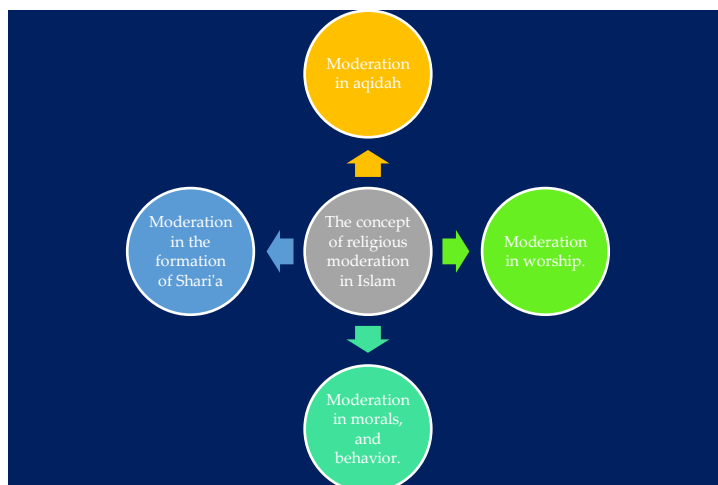 Moderation
in aqidah
Moderation
in the
formation
of Shari'a
The concept
of religious
moderation
in Islam
Moderation
in worship.
Moderation
in morals,
and
behavior.